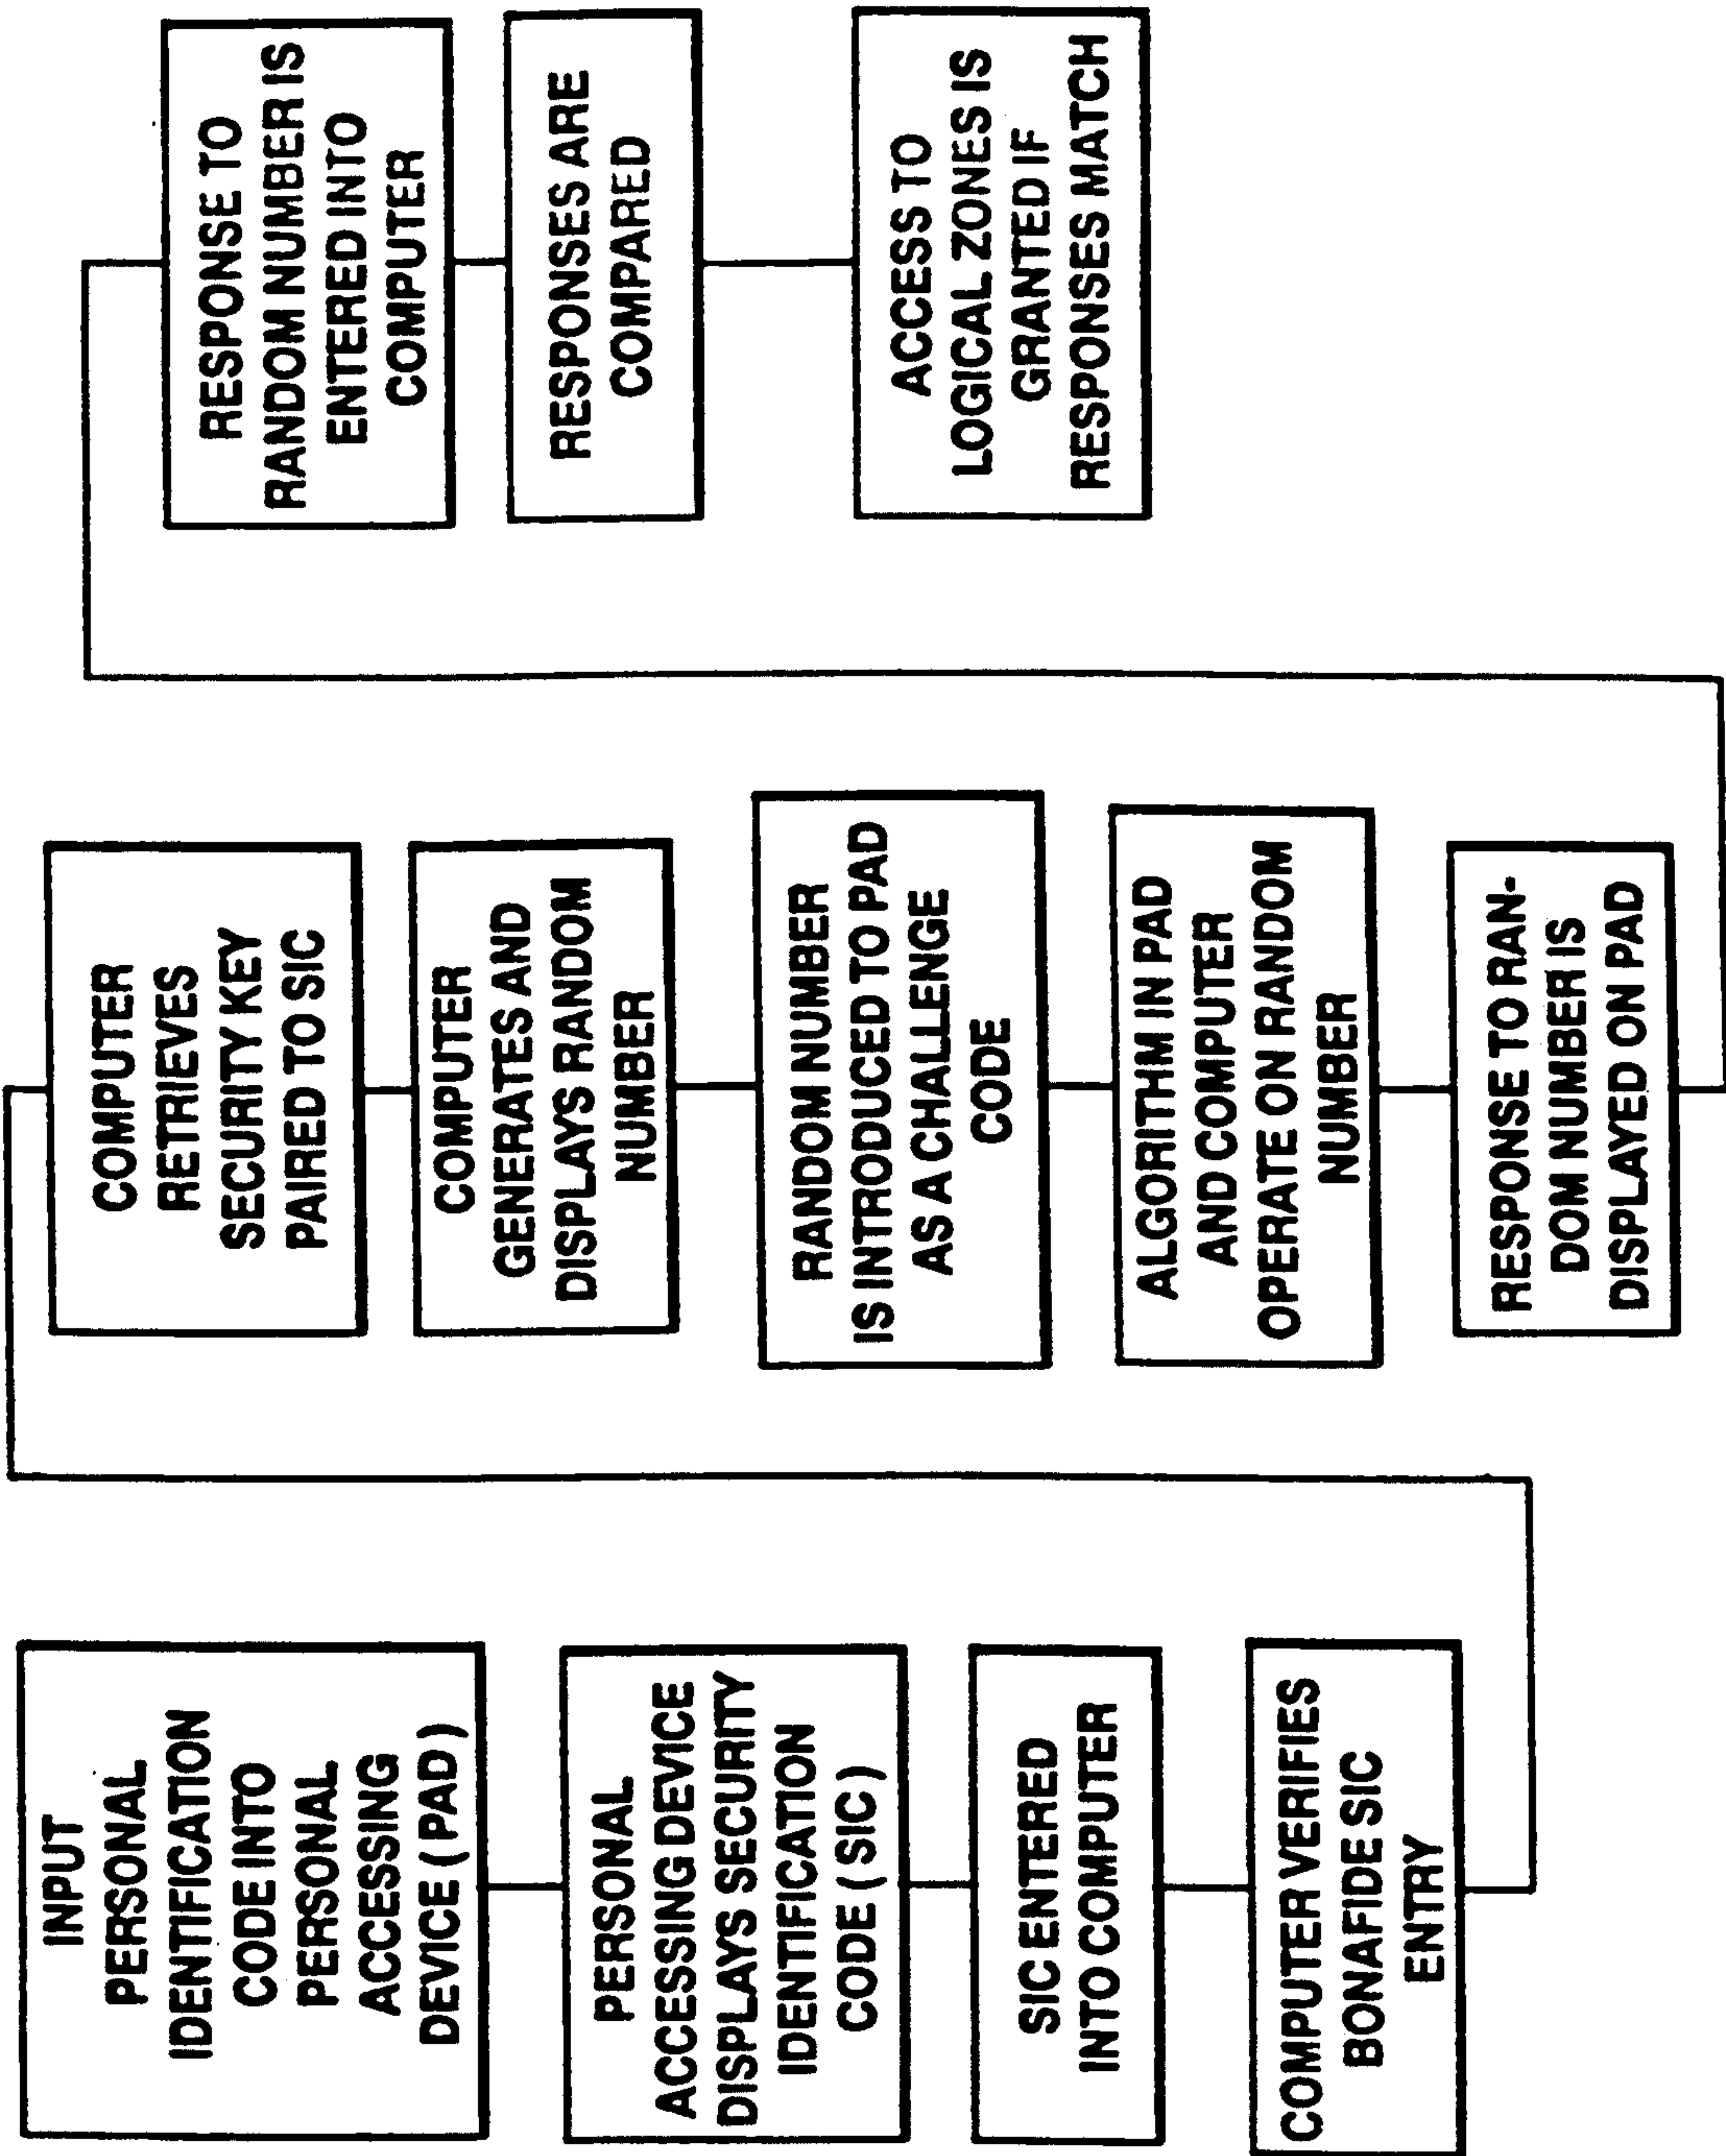 INPUT
PERSONAL
IDENTIFICATION
CODE INTO
PERSONAL
ACCESSING
DEVICE ( PAD )
PERSONAL
ACCESSING DEVICE
DISPLAYS SECURITY
IDENTIFICATION
CODE ( SIC )
SIC ENTERED
INTO COMPUTER
COMPUTER VERIFIES
BONAFIDE SIC
ENTRY
COMPUTER
RETRIEVES
SECURITY KEY
PAIRED TO SIC
COMPUTER
GENERATES AND
DISPLAYS RANDOM
NUMBER
RANDOM NUMBER
IS INTRODUCED TO PAD
AS A CHALLENGE
CODE
ALGORITHM IN PAD
AND COMPUTER
OPERATE ON RANDOM
NUMBER
RESPONSE TO RAN-
DOM NUMBER IS
DISPLAYED ON PAD
RESPONSE TO
RANDOM NUMBER IS
ENTERED INTO
COMPUTER
RESPONSES ARE
COMPARED
ACCESS TO
LOGICAL ZONES IS
GRANTED IF
RESPONSES MATCH